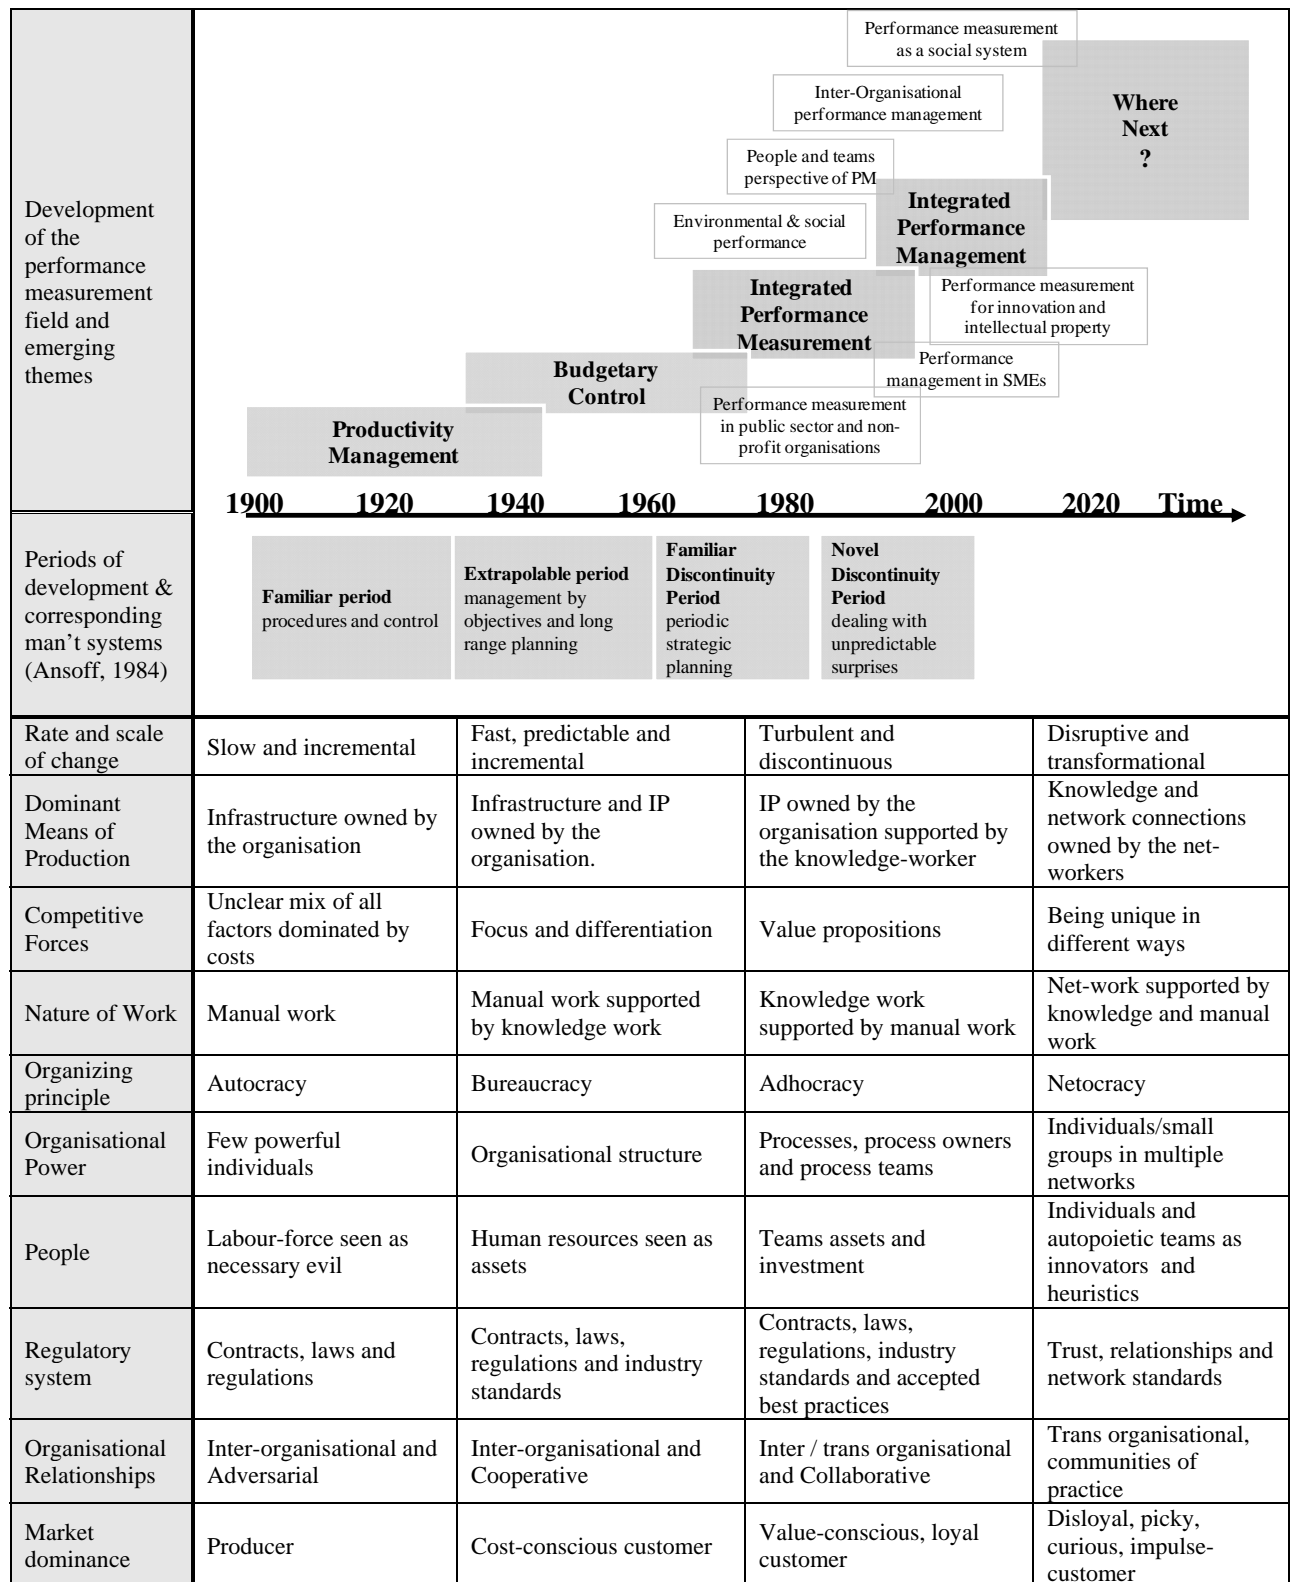 Development
of the
performance
measurement
field and
emerging
themes
Performance measurement
as a social system
Where
Next
?
Inter-Organisational
performance management
People and teams
perspective of PM
Integrated
Performance
Management
Environmental & social
performance
Integrated
Performance
Measurement
Performance measurement
for innovation and
intellectual property
Performance
management in SMEs
Budgetary
Control
Performance measurement
in public sector and non-
profit organisations
Productivity
Management
1900 1920 1940 1960 1980 2000 2020 Time
Periods of
development &
corresponding
man’t systems
(Ansoff, 1984)
Familiar period
procedures and control
Extrapolable period
management by
objectives and long
range planning
Familiar
Discontinuity
Period
periodic
strategic
planning
Novel
Discontinuity
Period
dealing with
unpredictable
surprises
Rate and scale
of change
Slow and incremental
Fast, predictable and
incremental
Turbulent and
discontinuous
Disruptive and
transformational
Dominant
Means of
Production
Infrastructure owned by
the organisation
Infrastructure and IP
owned by the
organisation.
IP owned by the
organisation supported by
the knowledge-worker
Knowledge and
network connections
owned by the net-
workers
Competitive
Forces
Unclear mix of all
factors dominated by
costs
Focus and differentiation
Value propositions
Being unique in
different ways
Nature of Work
Manual work
Manual work supported
by knowledge work
Knowledge work
supported by manual work
Net-work supported by
knowledge and manual
work
Organizing
principle
Autocracy
Bureaucracy
Adhocracy
Netocracy
Organisational
Power
Few powerful
individuals
Organisational structure
Processes, process owners
and process teams
Individuals/small
groups in multiple
networks
People
Labour-force seen as
necessary evil
Human resources seen as
assets
Teams assets and
investment
Individuals and
autopoietic teams as
innovators and
heuristics
Regulatory
system
Contracts, laws and
regulations
Contracts, laws,
regulations and industry
standards
Contracts, laws,
regulations, industry
standards and accepted
best practices
Trust, relationships and
network standards
Organisational
Relationships
Inter-organisational and
Adversarial
Inter-organisational and
Cooperative
Inter / trans organisational
and Collaborative
Trans organisational,
communities of
practice
Market
dominance
Producer
Cost-conscious customer
Value-conscious, loyal
customer
Disloyal, picky,
curious, impulse-
customer